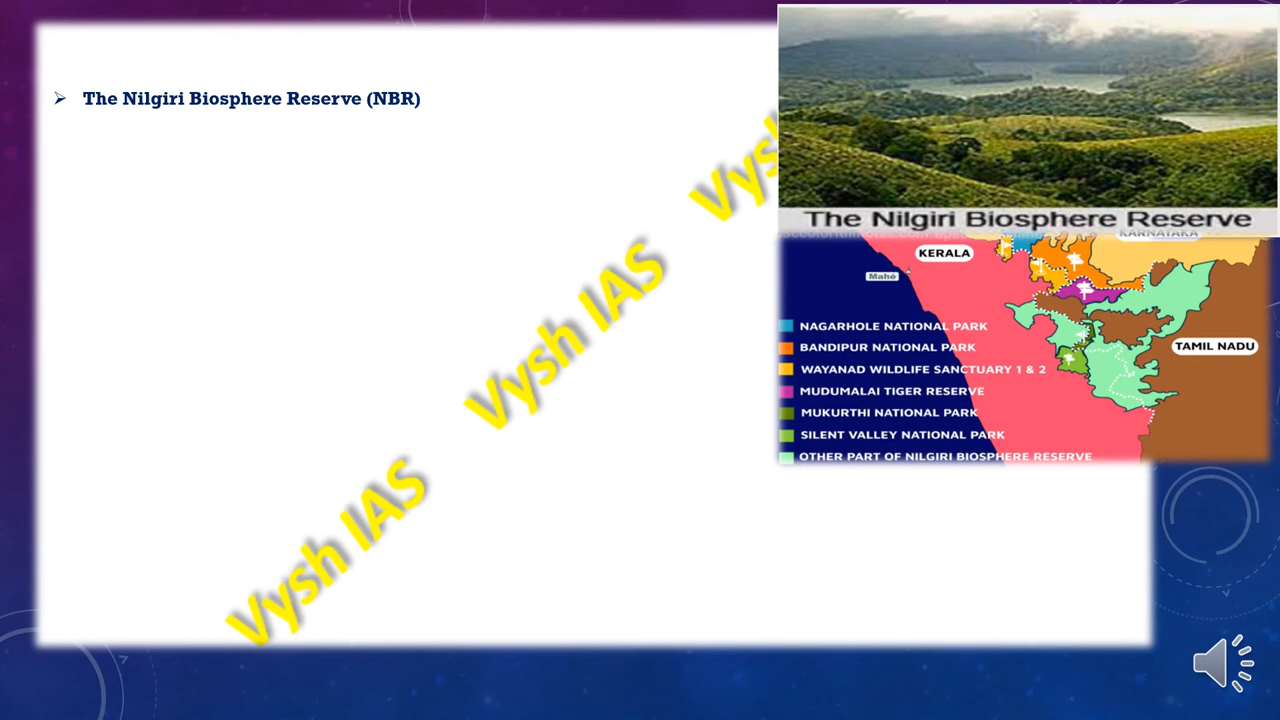 The Nilgiri Biosphere Reserve (NBR)
Vysh IAS
Vysh IAS
The Nilgiri Biosphere Reserve
KARNATAKA
KERALA
Mahé
NAGARHOLE NATIONAL PARK
BANDIPUR NATIONAL PARK
TAMIL NADU
WAYANAD WILDLIFE SANCTUARY 1 & 2
MUDUMALAI TIGER RESERVE
MUKURTHI NATIONAL PARK
SILENT VALLEY NATIONAL PARK
OTHER PART OF NILGIRI BIOSPHERE RESERVE